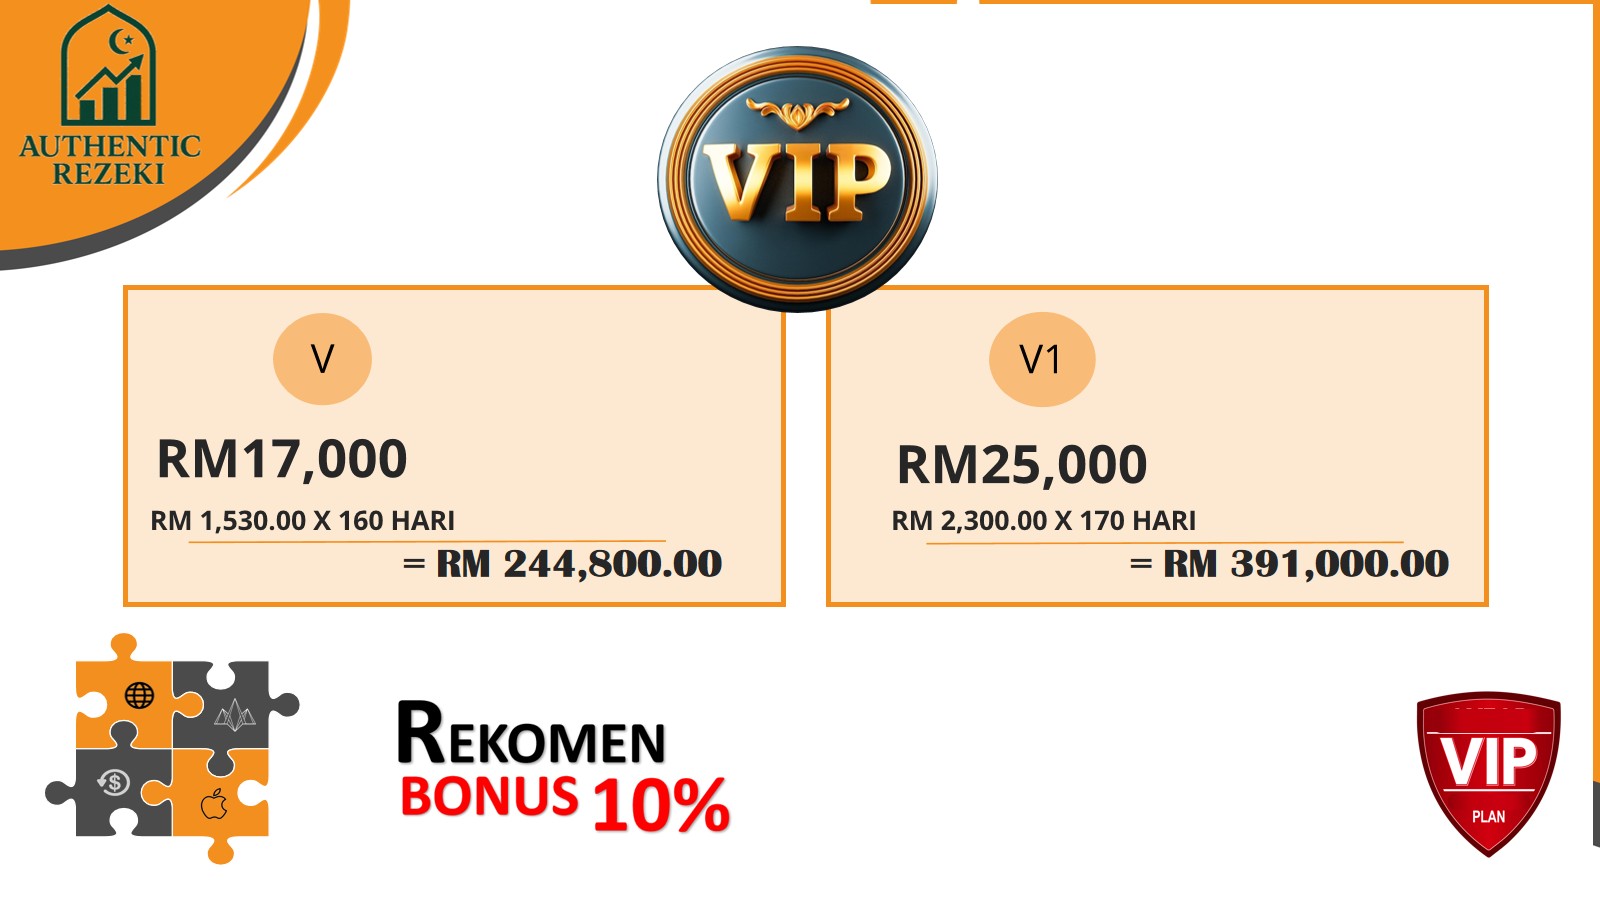 AUTHENTIC
REZEKI
VIP
V
RM17,000
RM 1,530.00 X 160 HARI
= RM 244,800.00
V1
RM25,000
RM 2,300.00 X 170 HARI
= RM 391,000.00
REKOMEN
BONUS 10%
$
VIP
PLAN